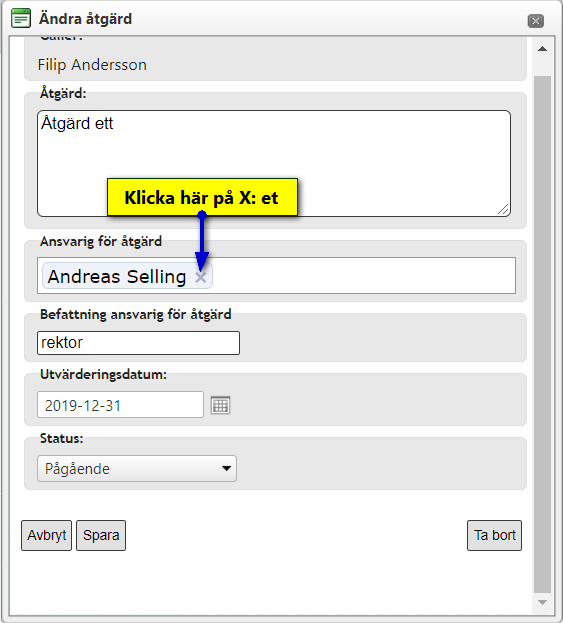 Ändra åtgärd
Gäller:
Filip Andersson
Åtgärd:
Åtgärd ett
Klicka här på X: et
Ansvarig för åtgärd
Andreas Selling ×
Befattning ansvarig för åtgärd
rektor
Utvärderingsdatum:
2019-12-31
Status:
Pågående
Avbryt Spara Ta bort